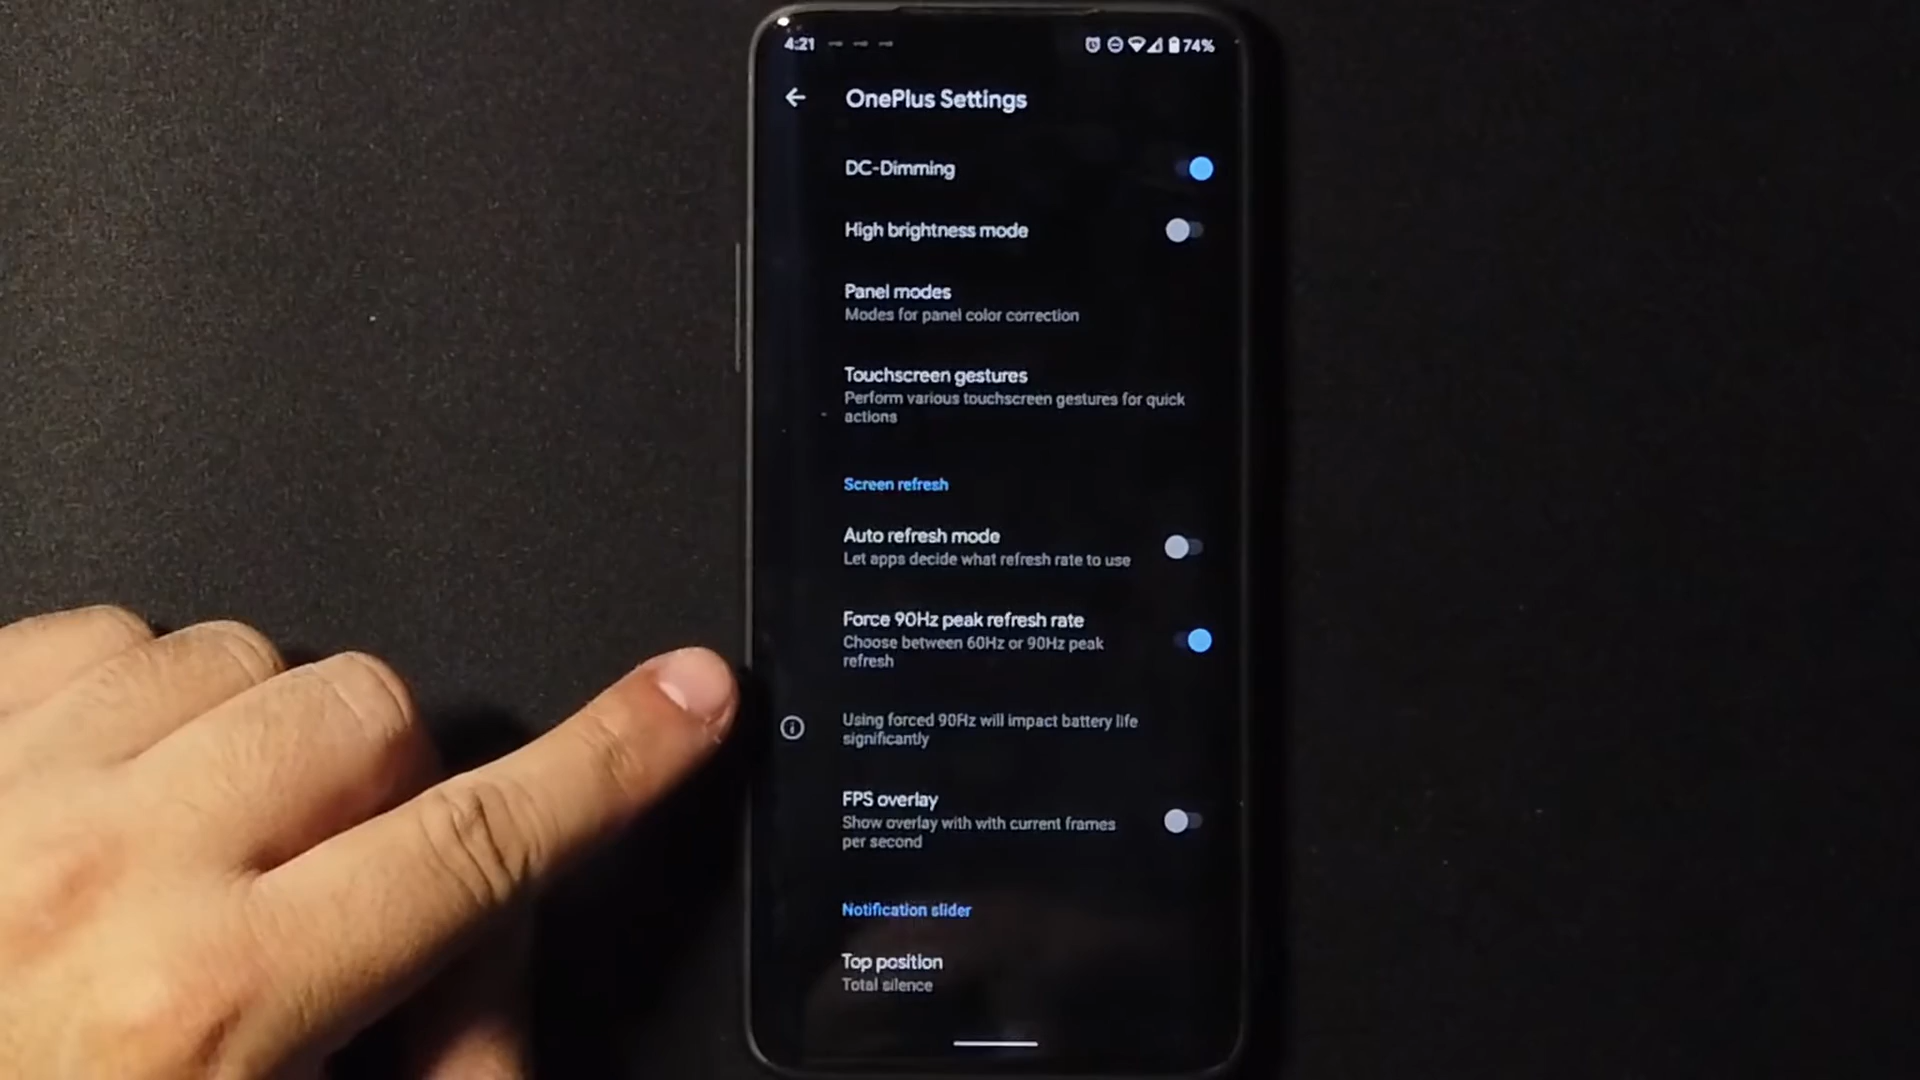 4:21
74%
OnePlus Settings
DC-Dimming
High brightness mode
Panel modes
Modes for panel color correction
Touchscreen gestures
Perform various touchscreen gestures for quick
actions
Screen refresh
Auto refresh mode
Let apps decide what refresh rate to use
Force 90Hz peak refresh rate
Choose between 60Hz or 90Hz peak
refresh
Using forced 90Hz will impact battery life
significantly
FPS overlay
Show overlay with with current frames
per second
Notification slider
Top position
Total silence